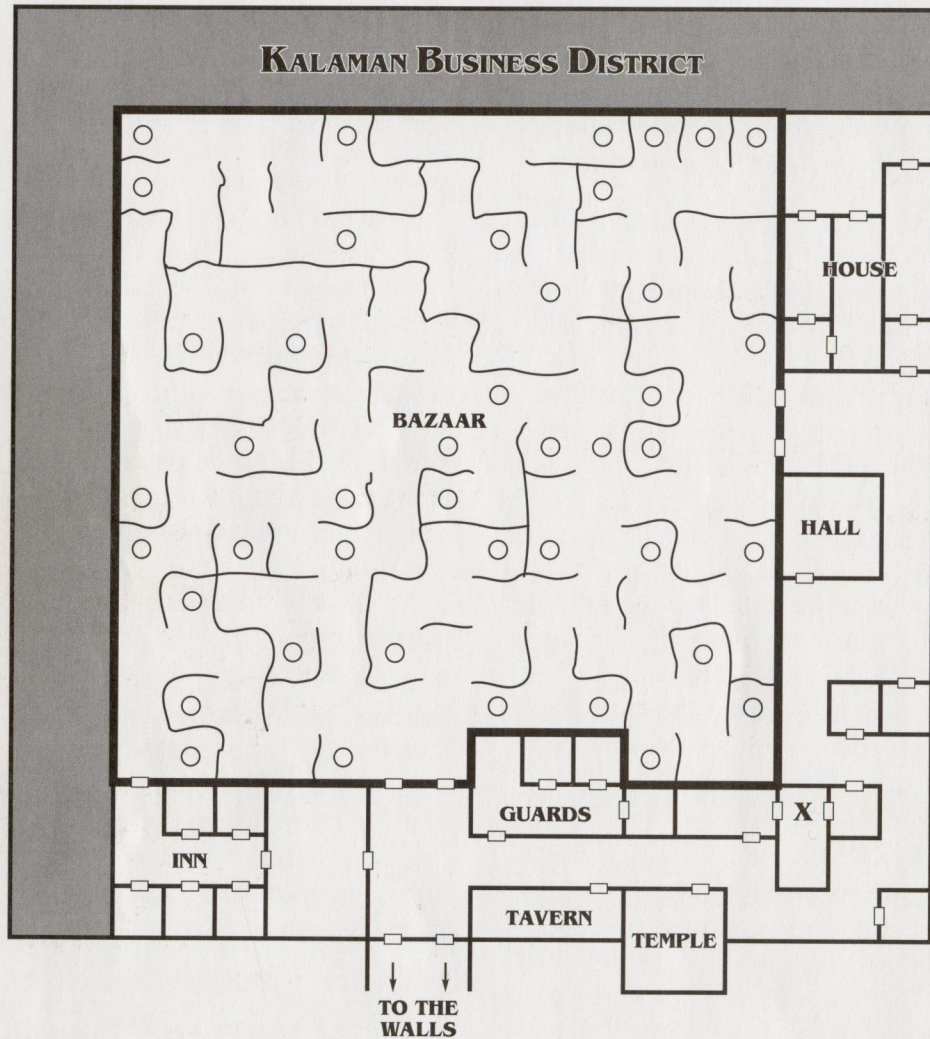 KALAMAN BUSINESS DISTRICT
HOUSE
BAZAAR
HALL
GUARDS
X
INN
TAVERN
TEMPLE
TO THE
WALLS